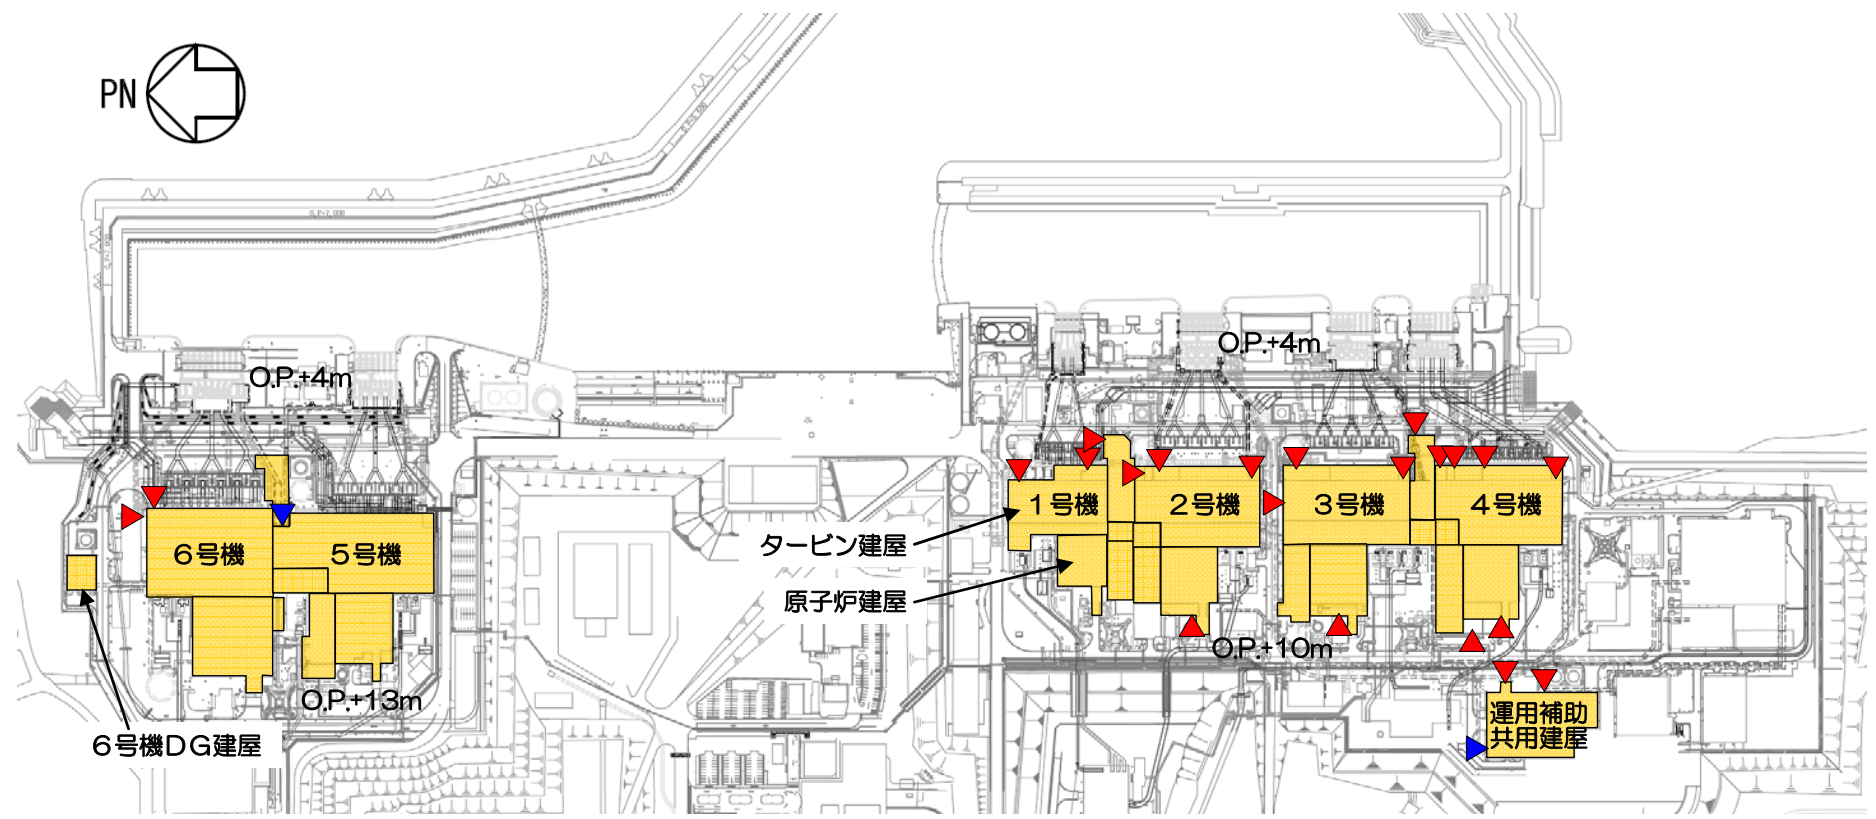 PN
O.P+7,000
O.P.+4m
O.P.+4m
1号機
2号機
3号機
4号機
タービン建屋
6号機
5号機
原子炉建屋
O.P.+10m
O.P.+13m
運用補助
共用建屋
6号機DG建屋